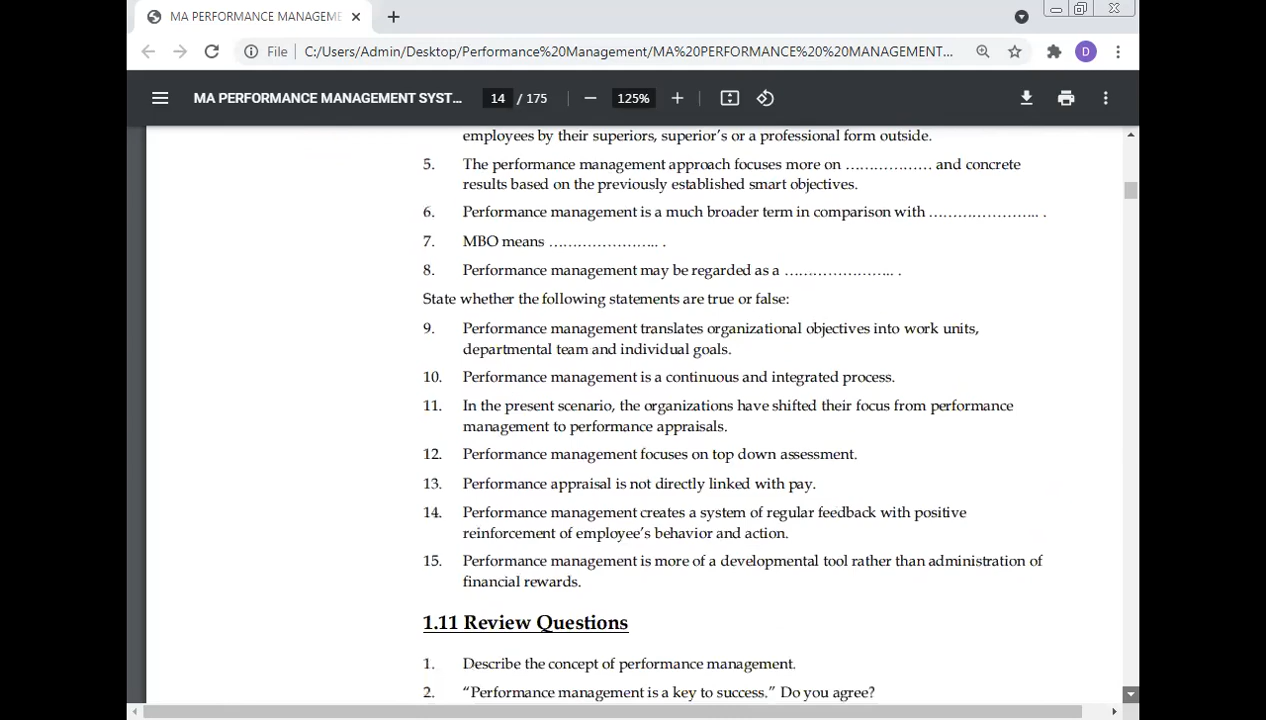 MA PERFORMANCE MANAGEME
File C:/Users/Admin/Desktop/Performance%20Management/MA%20PERFORMANCE%20%20MANAGEMENT...
D
MA PERFORMANCE MANAGEMENT SYST... 14 / 175 125%
employees by their superiors, superior's or a professional form outside.
5. The performance management approach focuses more on ……………… and concrete
results based on the previously established smart objectives.
6. Performance management is a much broader term in comparison with ………………….. .
7. MBO means ………………….. .
8. Performance management may be regarded as a ………………….. .
State whether the following statements are true or false:
9. Performance management translates organizational objectives into work units,
departmental team and individual goals.
10. Performance management is a continuous and integrated process.
11. In the present scenario, the organizations have shifted their focus from performance
management to performance appraisals.
12. Performance management focuses on top down assessment.
13. Performance appraisal is not directly linked with pay.
14. Performance management creates a system of regular feedback with positive
reinforcement of employee's behavior and action.
15. Performance management is more of a developmental tool rather than administration of
financial rewards.
1.11 Review Questions
1. Describe the concept of performance management.
2. "Performance management is a key to success." Do you agree?